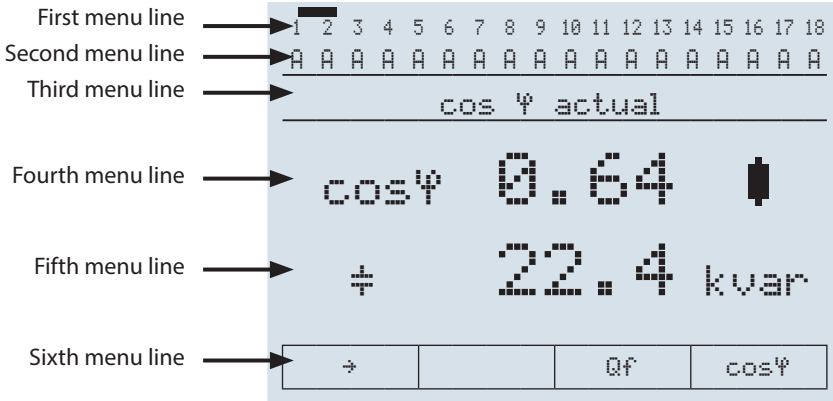 First menu line
1 2 3 4 5 6 7 8 9 10 11 12 13 14 15 16 17 18
Second menu line
A A A A A A A A A A A A A A A A A A
Third menu line
cos φ actual
Fourth menu line
cosφ 0.64
Fifth menu line
÷ 22.4 kvar
Sixth menu line
→ Qf cosφ